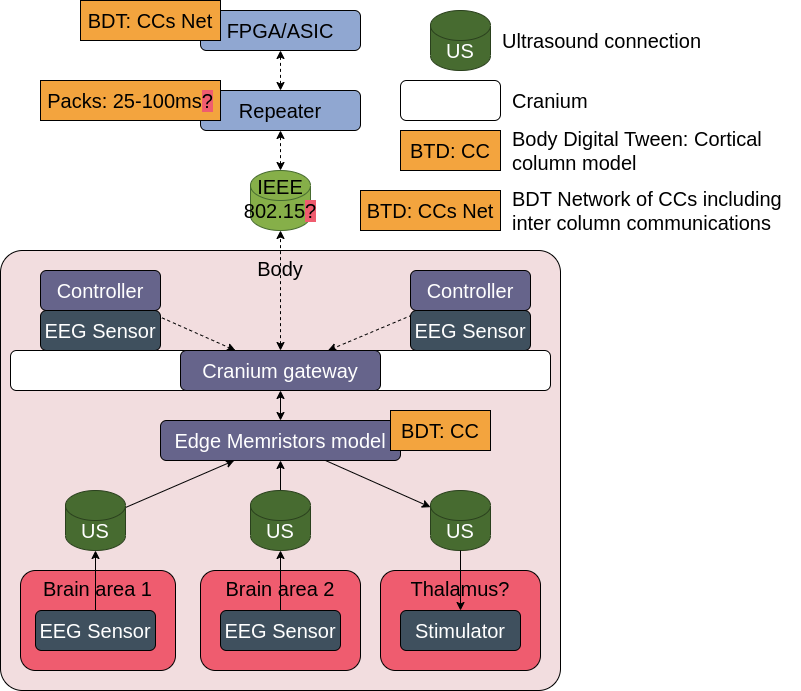 BDT: CCs Net
FPGA/ASIC
US
Ultrasound connection
Packs: 25-100ms?
Repeater
Cranium
BTD: CC
Body Digital Tween: Cortical
column model
IEEE
802.15?
BTD: CCs Net
BDT Network of CCs including
inter column communications
Body
Controller
Controller
EEG Sensor
EEG Sensor
Cranium gateway
Edge Memristors model
BDT: CC
US
US
US
Brain area 1
Brain area 2
Thalamus?
EEG Sensor
EEG Sensor
Stimulator